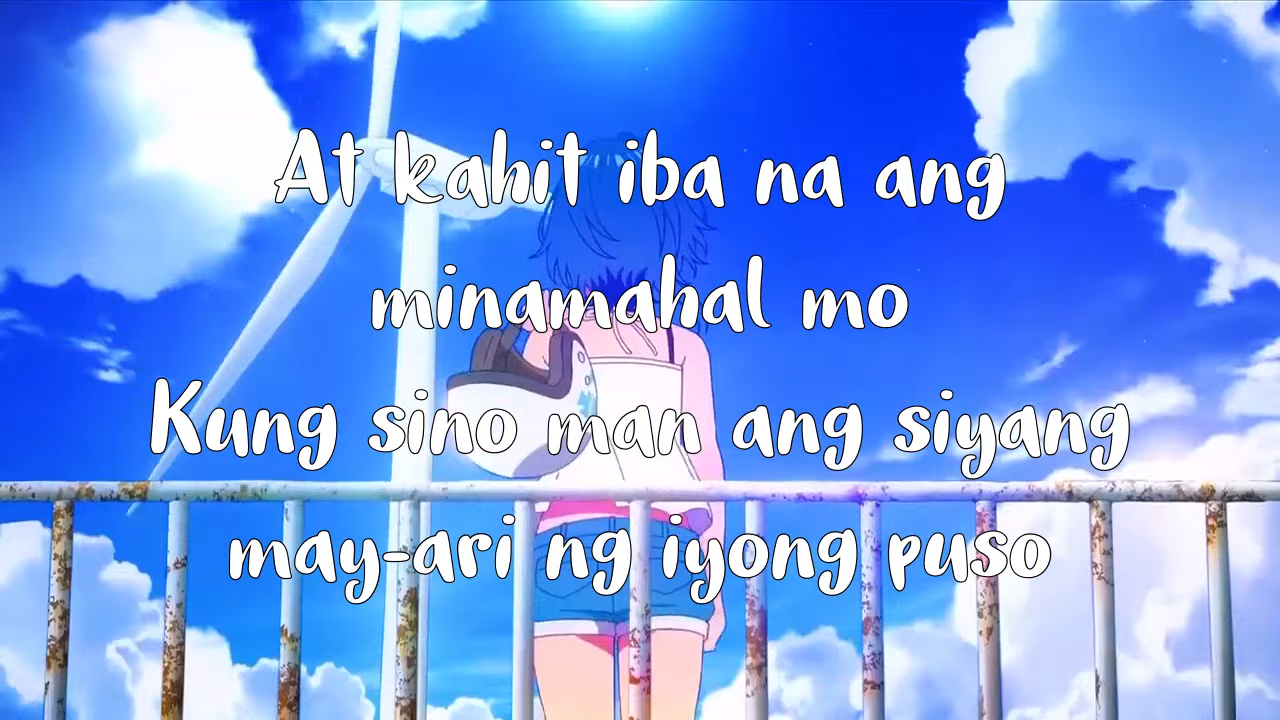 At kahit iba na ang
minamahal mo
Kung sino man ang siyang
may-ari ng iyong puso